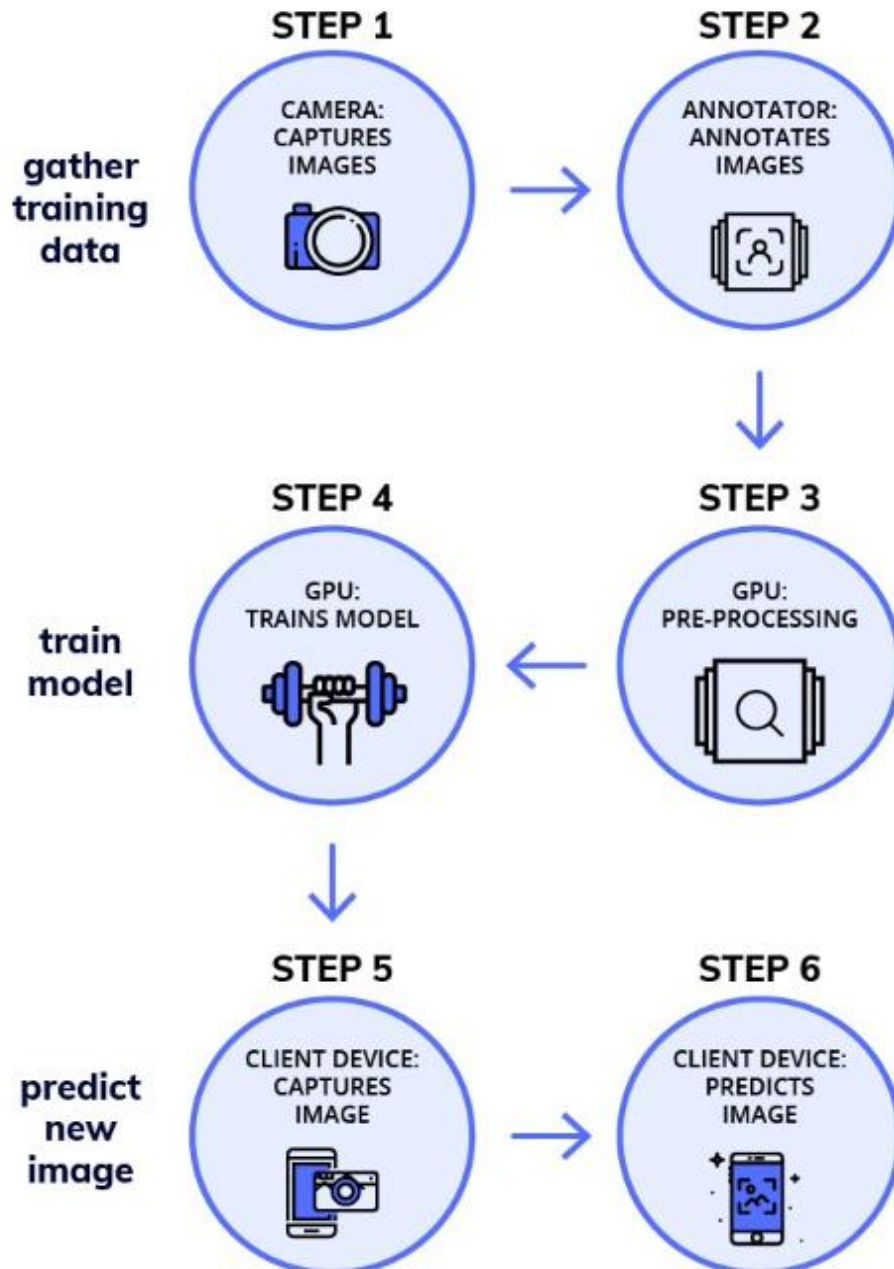 STEP 1
STEP 2
gather
training
data
CAMERA:
CAPTURES
IMAGES
ANNOTATOR:
ANNOTATES
IMAGES
STEP 4
STEP 3
train
model
GPU:
TRAINS MODEL
GPU:
PRE-PROCESSING
STEP 5
STEP 6
predict
new
image
CLIENT DEVICE:
CAPTURES
IMAGE
CLIENT DEVICE:
PREDICTS
IMAGE